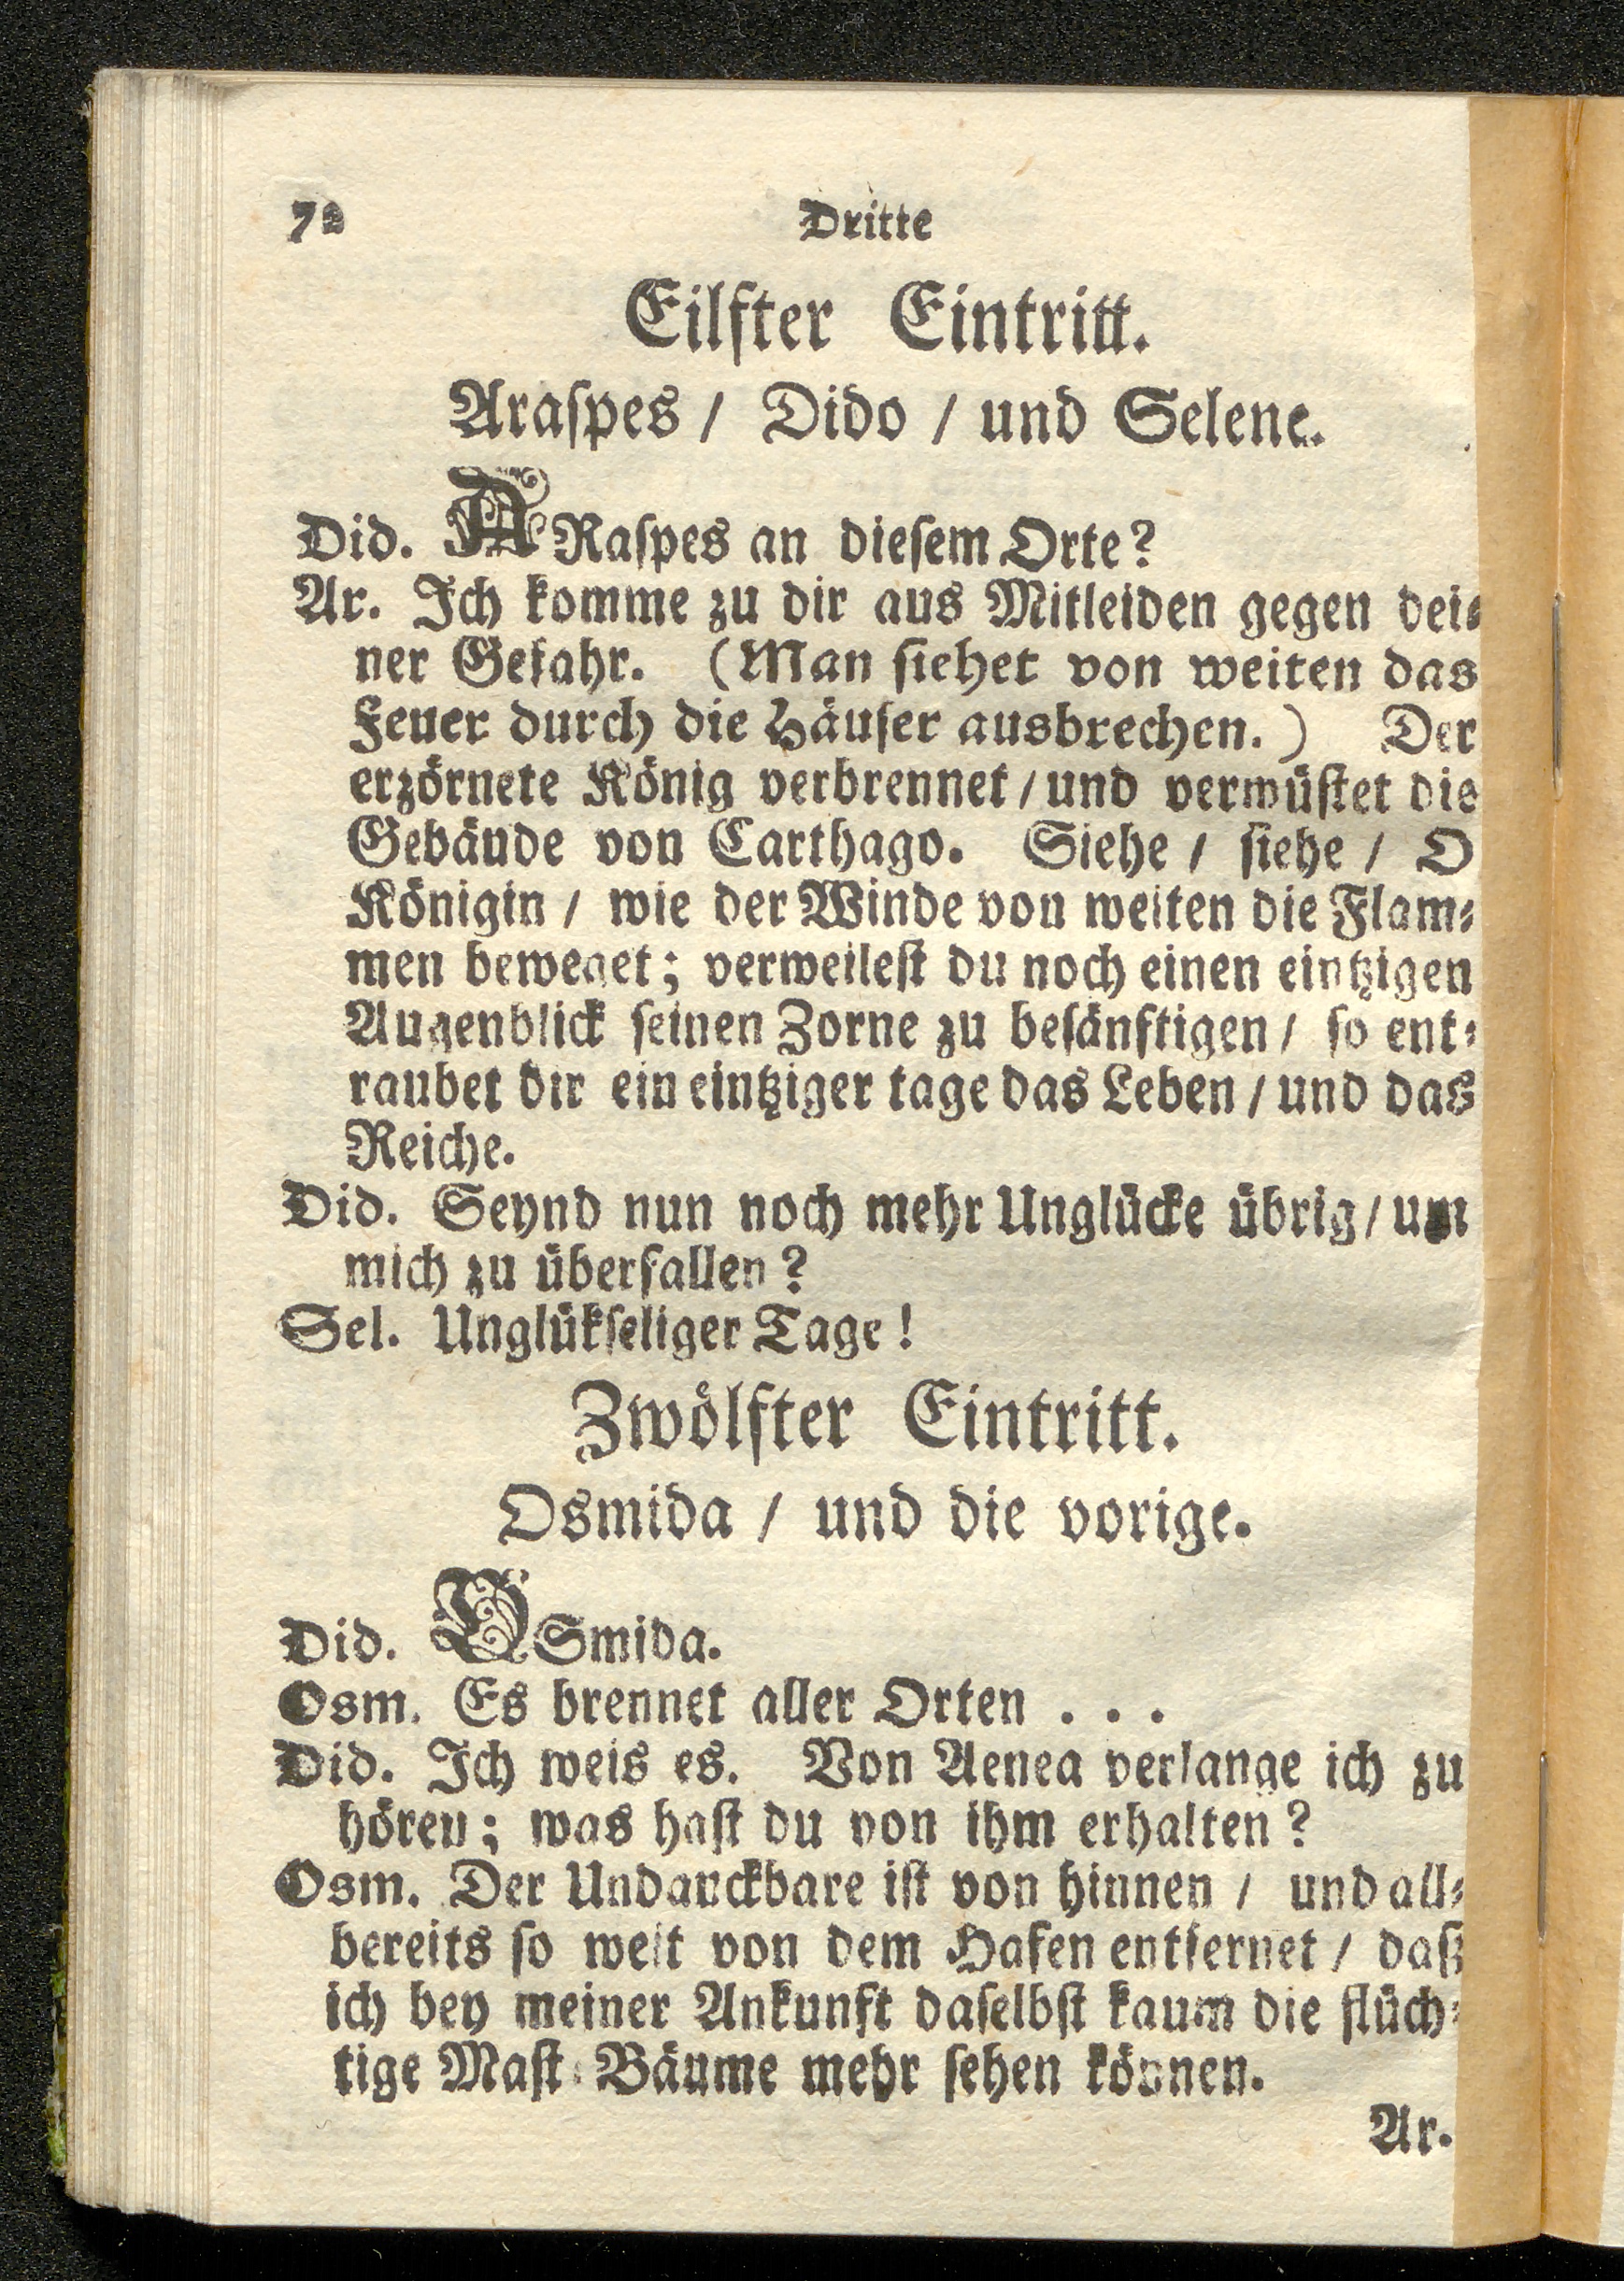 72 Dritte
Eilfter Eintritt.
Araſpes / Dido / und Selene.
Did. ARaſpes an dieſem Orte?
Ar. Ich komme zu dir aus Mitleiden gegen dei⸗
ner Gefahr. (Man ſiehet von weiten das
Feuer durch die Häuſer ausbrechen.) Der
erzörnete König verbrennet / und verwüſtet die
Gebäude von Carthago. Siehe / ſiehe / O
Königin / wie der Winde von weiten die Flam⸗
men beweget; verweileſt du noch einen eintzigen
Augenblick ſeinen Zorne zu beſänftigen / ſo ent⸗
raubet dir ein eintziger tage das Leben / und das
Reiche.
Did. Seynd nun noch mehr Unglücke übrig / um
mich zu überfallen?
Sel. Unglükſeliger Tage!
Zwölfter Eintritt.
Osmida / und die vorige.
Did. OSmida.
Osm. Es brennet aller Orten . . .
Did. Ich weis es. Von Aenea verlange ich zu
hören; was haſt du von ihm erhalten?
Osm. Der Undanckbare iſt von hinnen / und all⸗
bereits ſo weit von dem Hafen entfernet / daß
ich bey meiner Ankunft daſelbſt kaum die flüch⸗
tige Maſt⸗Bäume mehr ſehen können.
Ar.